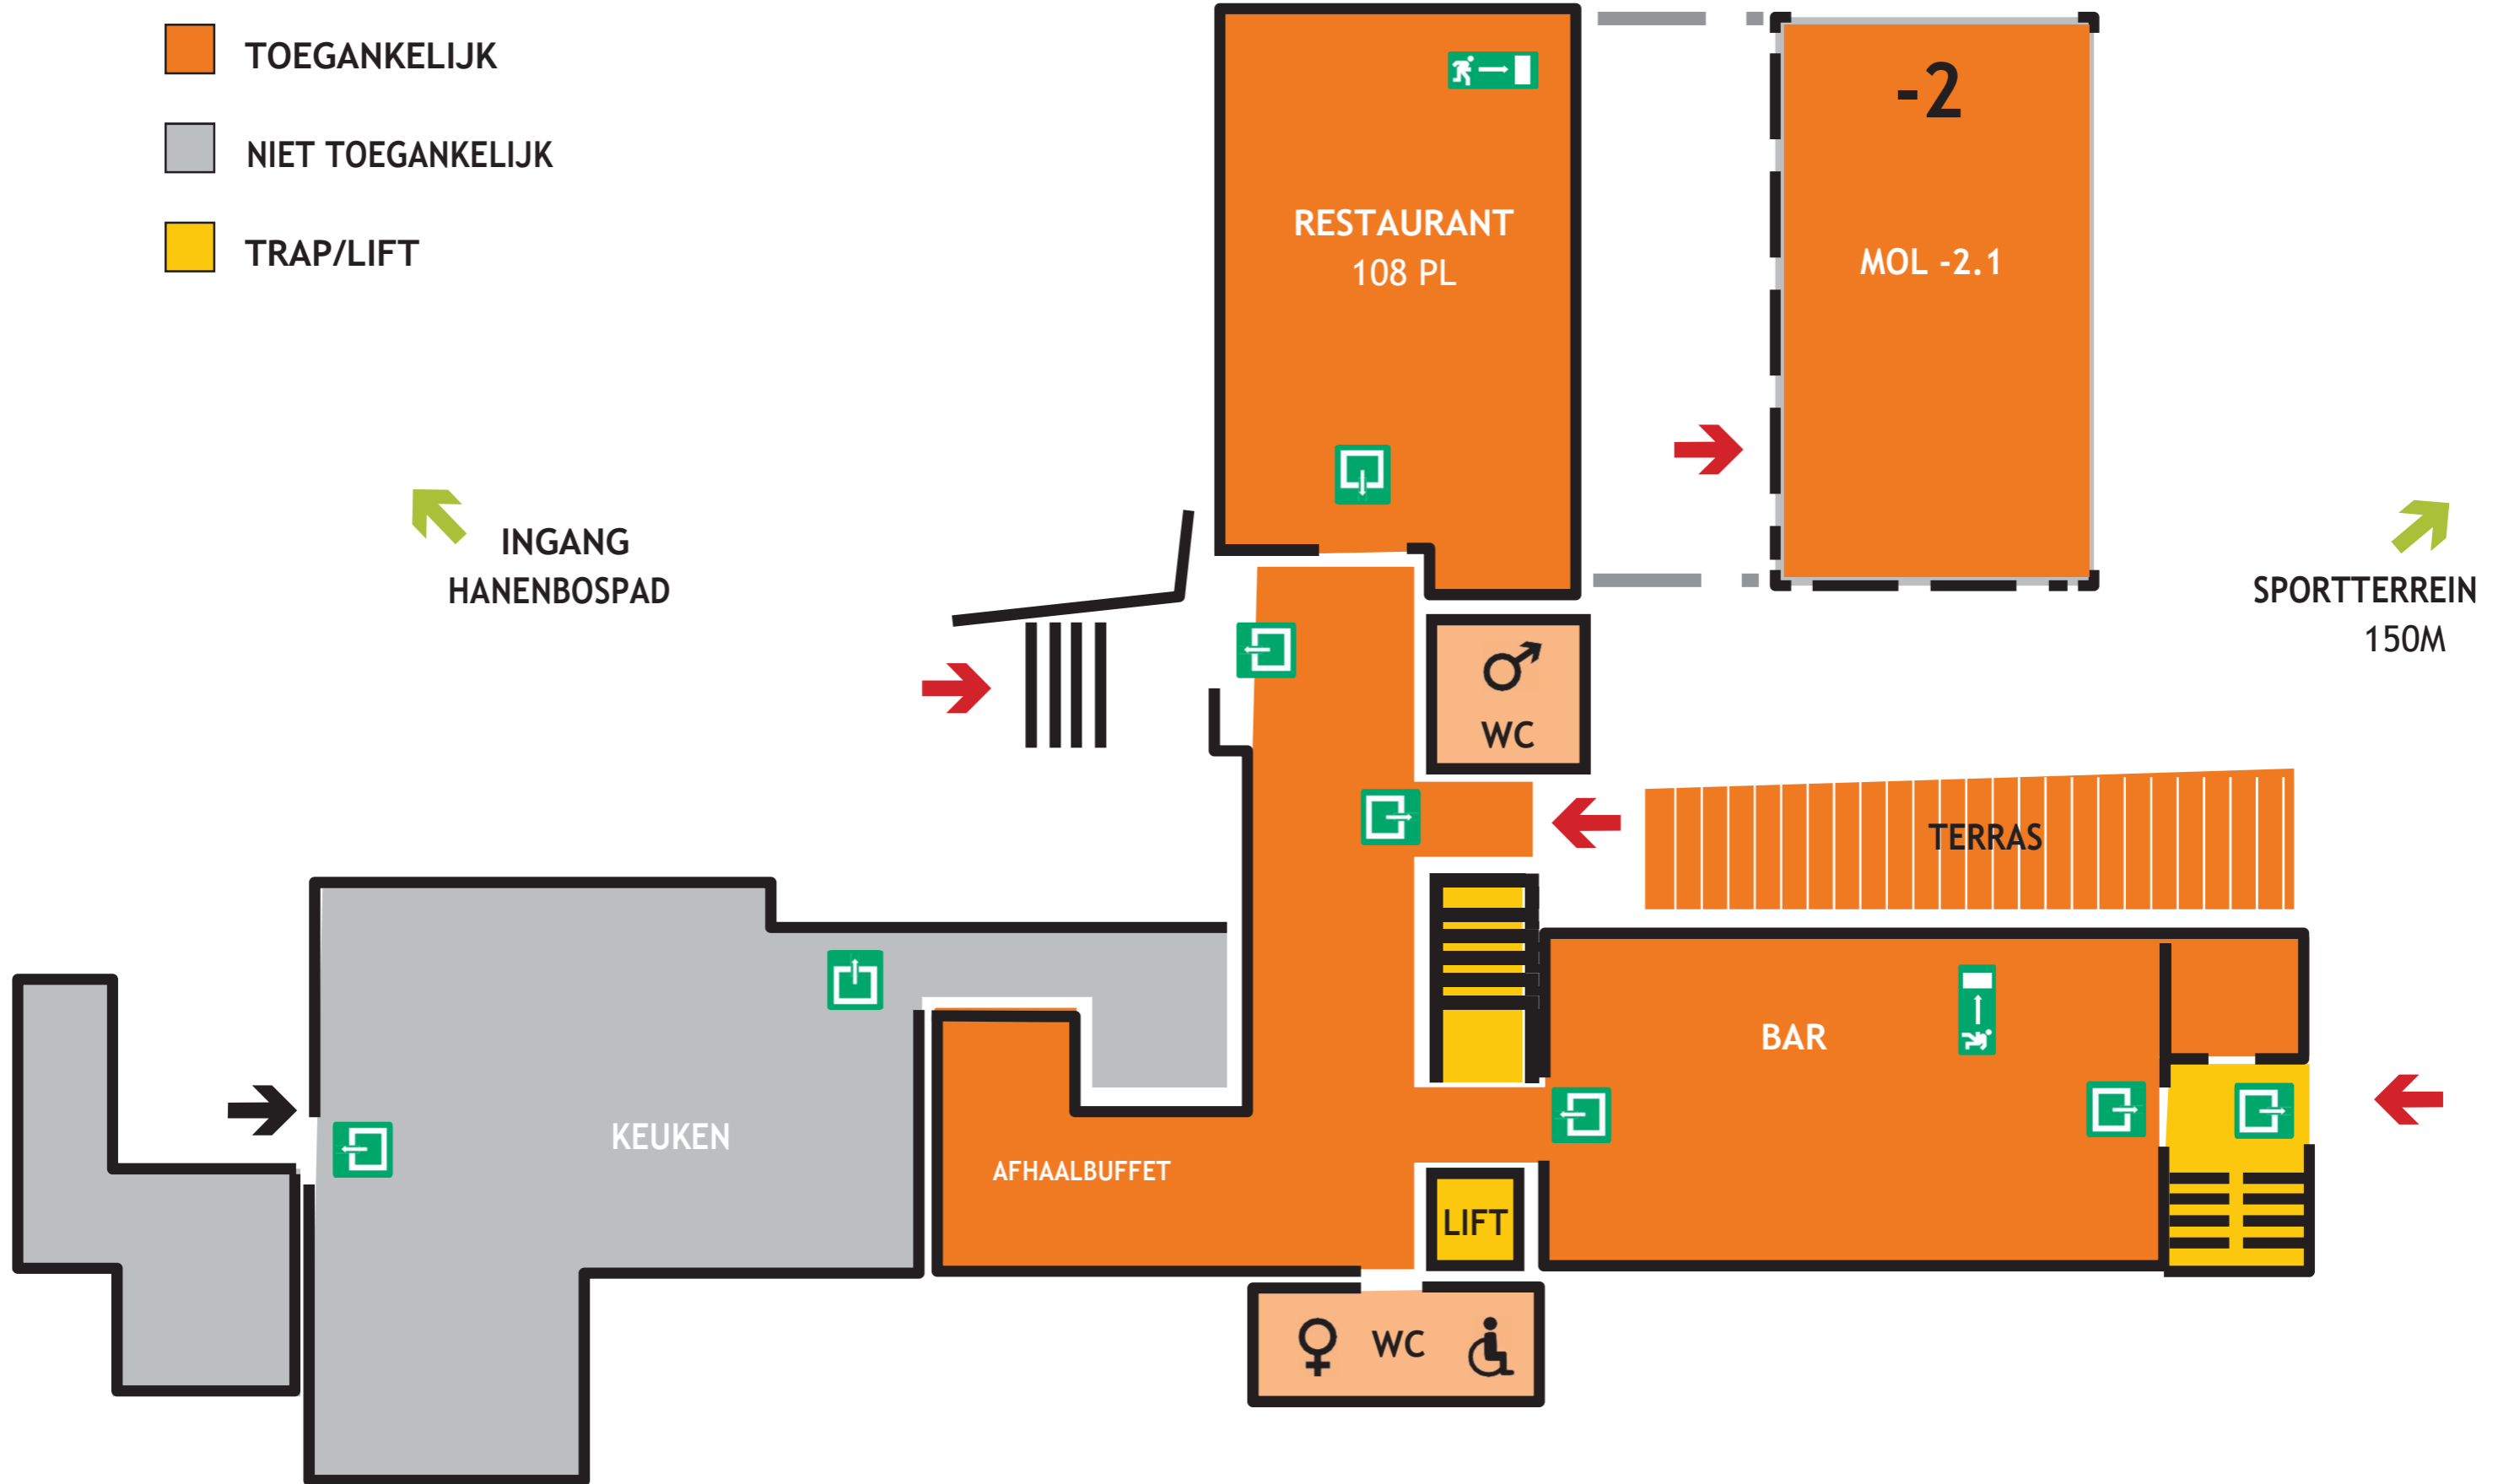 TOEGANKELIJK
NIET TOEGANKELIJK
TRAP/LIFT
RESTAURANT
108 PL
-2
MOL -2.1
INGANG
HANENBOSPAD
SPORTTERREIN
150M
WC
TERRAS
BAR
KEUKEN
AFHAALBUFFET
LIFT
WC